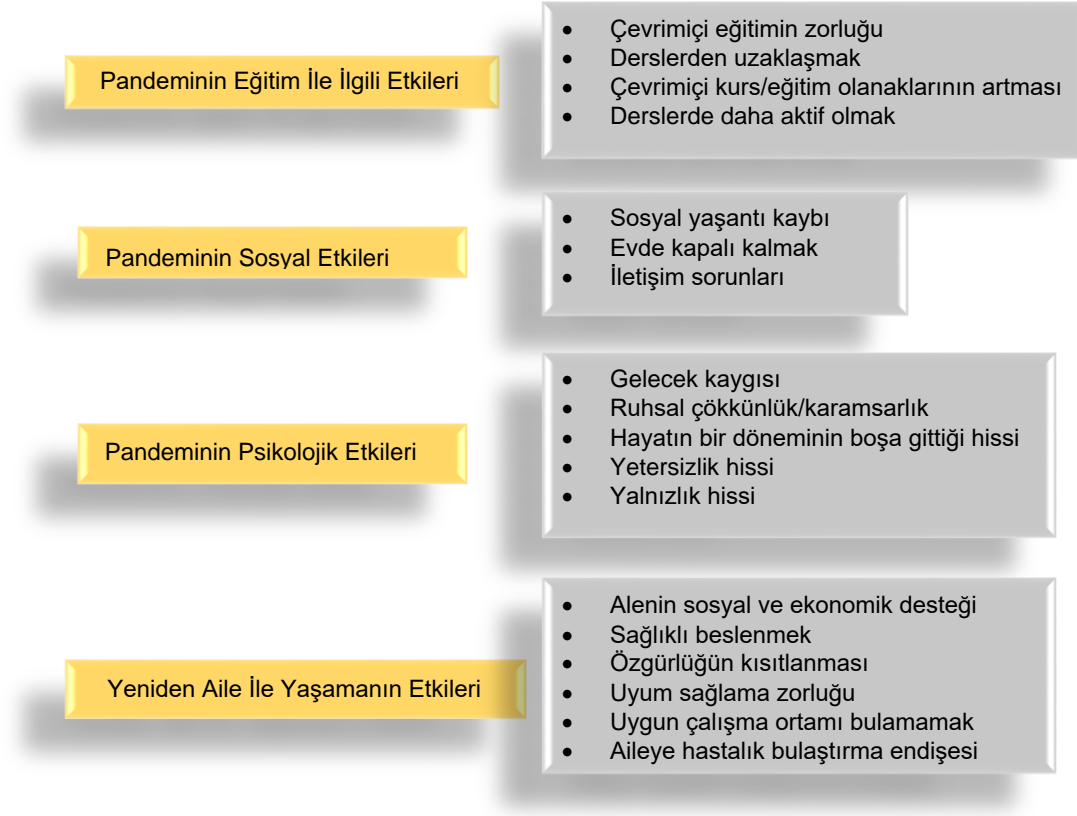 Pandeminin Eğitim İle İlgili Etkileri
• Çevrimiçi eğitimin zorluğu
• Derslerden uzaklaşmak
• Çevrimiçi kurs/eğitim olanaklarının artması
• Derslerde daha aktif olmak
Pandeminin Sosyal Etkileri
• Sosyal yaşantı kaybı
• Evde kapalı kalmak
• İletişim sorunları
Pandeminin Psikolojik Etkileri
• Gelecek kaygısı
• Ruhsal çökkünlük/karamsarlık
• Hayatın bir döneminin boşa gittiği hissi
• Yetersizlik hissi
• Yalnızlık hissi
Yeniden Aile İle Yaşamanın Etkileri
• Alenin sosyal ve ekonomik desteği
• Sağlıklı beslenmek
• Özgürlüğün kısıtlanması
• Uyum sağlama zorluğu
• Uygun çalışma ortamı bulamamak
• Aileye hastalık bulaştırma endişesi